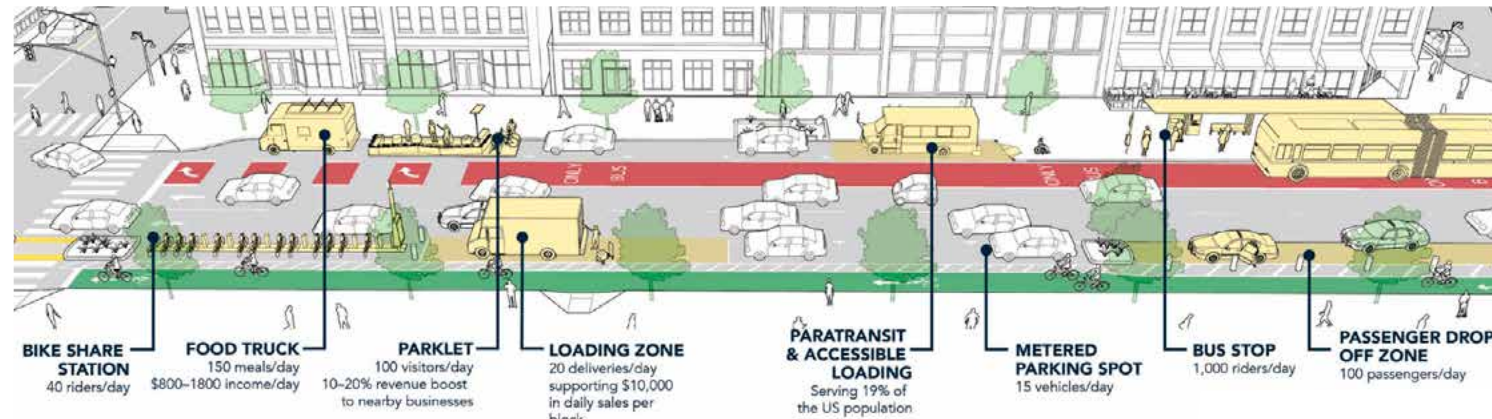 ONLY
BUS
ONLY
BUS
BIKE SHARE
STATION
40 riders/day
FOOD TRUCK
150 meals/day
$800–1800 income/day
PARKLET
100 visitors/day
10–20% revenue boost
to nearby businesses
LOADING ZONE
20 deliveries/day
supporting $10,000
in daily sales per
block
PARATRANSIT
& ACCESSIBLE
LOADING
Serving 19% of
the US population
METERED
PARKING SPOT
15 vehicles/day
BUS STOP
1,000 riders/day
PASSENGER DROP
OFF ZONE
100 passengers/day